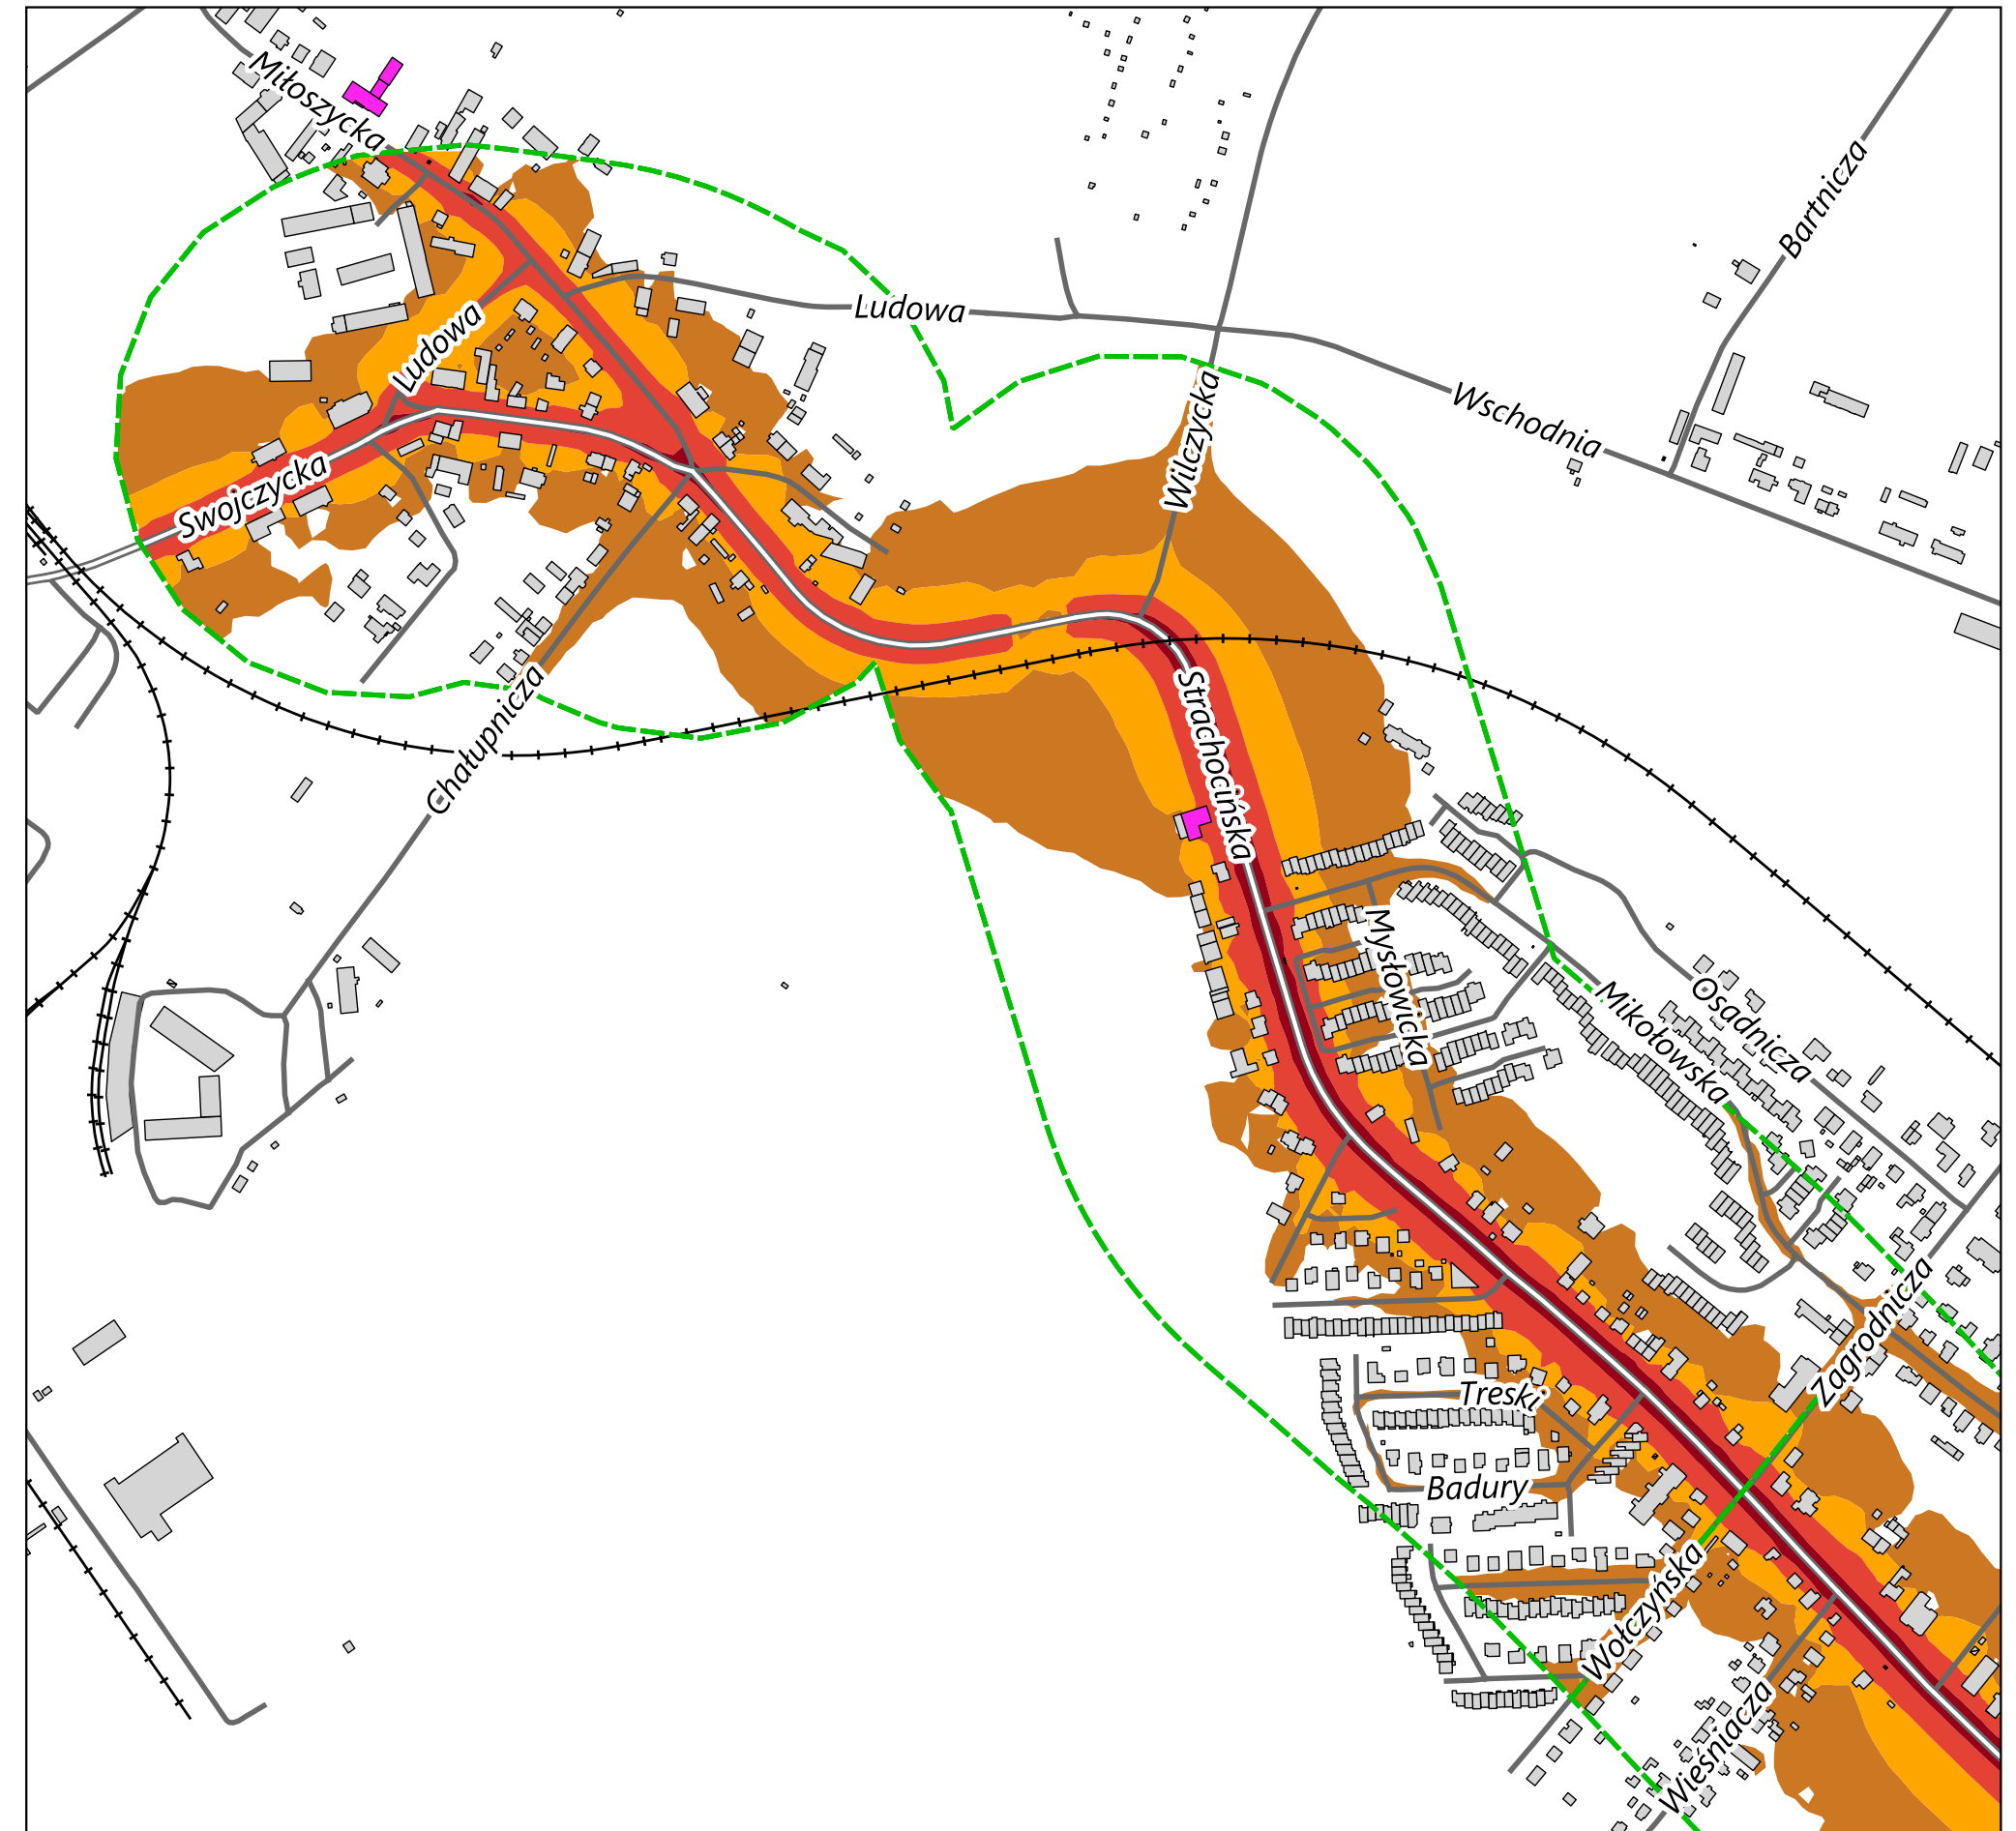 Miłoszycka
Bartnicza
Ludowa
Ludowa
Wschodnia
Wilczycka
Swojczycka
Strachocińska
Chałupnicza
Mysłowicka
Osadnicza
Mikołowska
Zagrodnicza
Treski
Badury
Wołczyńska
Wieśniacza